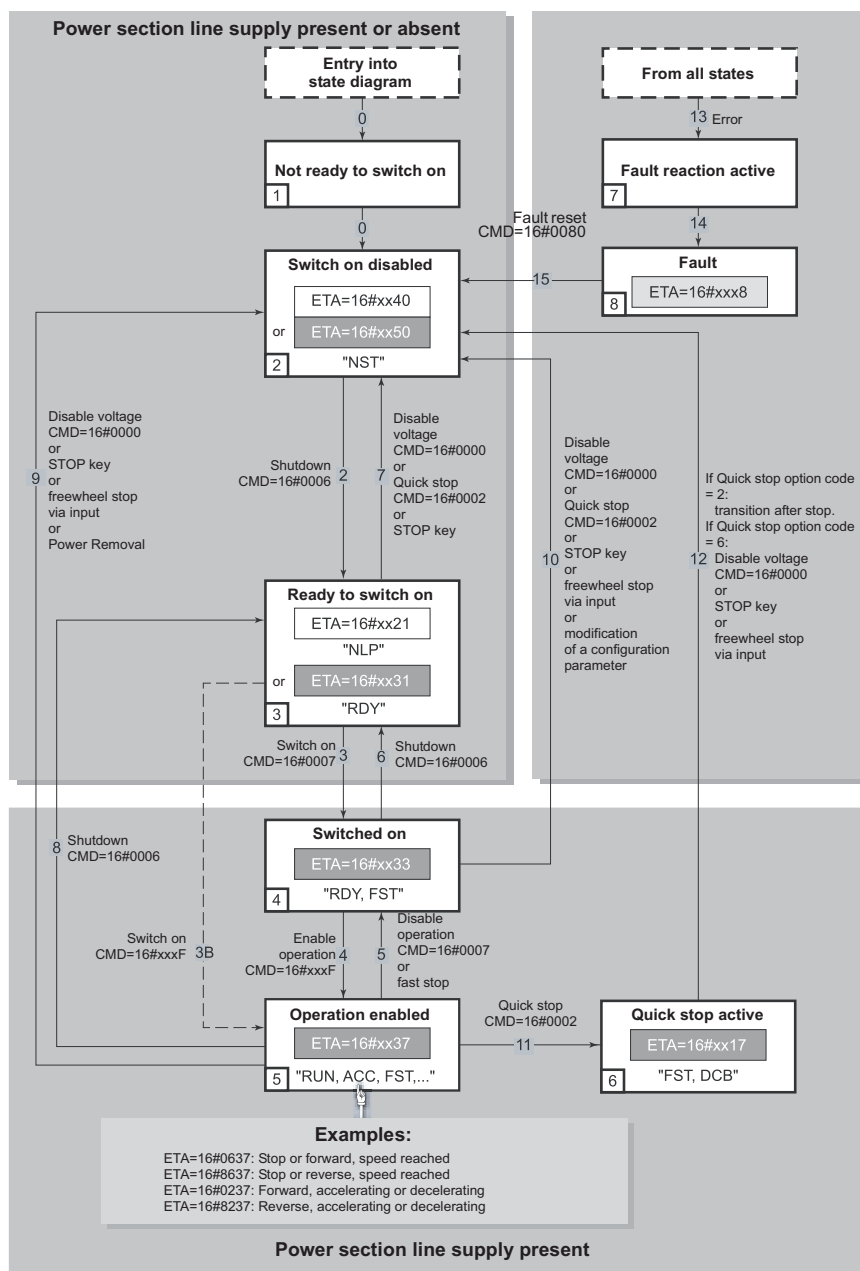 Power section line supply present or absent
Entry into
state diagram
0
Not ready to switch on
1
0
From all states
13 Error
Fault reaction active
7
14
Fault reset
CMD=16#0080
15
Fault
ETA=16#xxx8
8
Switch on disabled
ETA=16#xx40
or
ETA=16#xx50
2
"NST"
Disable voltage
CMD=16#0000
or
STOP key
or
freewheel stop
via input
or
Power Removal
9
Shutdown
CMD=16#0006
2
7
Disable
voltage
CMD=16#0000
or
Quick stop
CMD=16#0002
or
STOP key
10
Disable
voltage
CMD=16#0000
or
Quick stop
CMD=16#0002
or
STOP key
or
freewheel stop
via input
or
modification
of a configuration
parameter
12
If Quick stop option code
= 2:
transition after stop.
If Quick stop option code
= 6:
Disable voltage
CMD=16#0000
or
STOP key
or
freewheel stop
via input
Ready to switch on
ETA=16#xx21
"NLP"
or
ETA=16#xx31
3
"RDY"
Switch on
CMD=16#0007
3
6
Shutdown
CMD=16#0006
Switched on
ETA=16#xx33
4
"RDY, FST"
8
Shutdown
CMD=16#0006
Switch on
CMD=16#xxxF
3B
Enable
operation
CMD=16#xxxF
4
5
Disable
operation
CMD=16#0007
or
fast stop
Operation enabled
ETA=16#xx37
5
"RUN, ACC, FST,..."
Quick stop
CMD=16#0002
11
Quick stop active
ETA=16#xx17
6
"FST, DCB"
Examples:
ETA=16#0637: Stop or forward, speed reached
ETA=16#8637: Stop or reverse, speed reached
ETA=16#0237: Forward, accelerating or decelerating
ETA=16#8237: Reverse, accelerating or decelerating
Power section line supply present